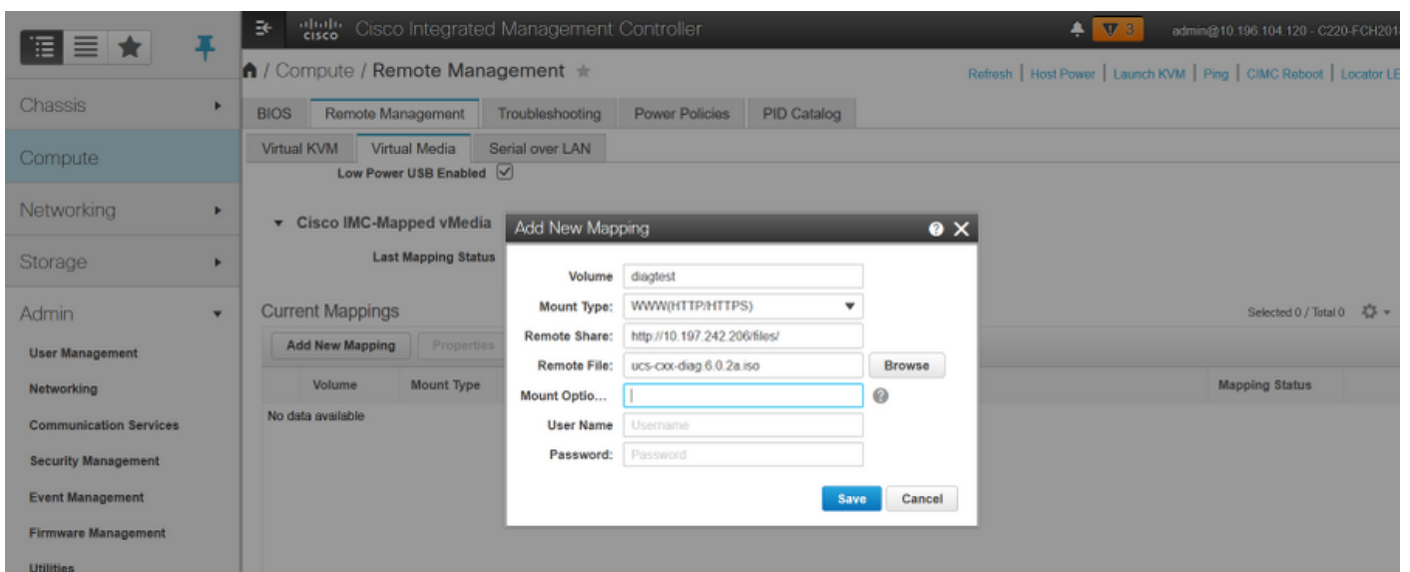 cisco Cisco Integrated Management Controller
3
admin@10.196.104.120 - C220-FCH201
/ Compute / Remote Management
Refresh | Host Power | Launch KVM | Ping | CIMC Reboot | Locator LE
Chassis
Compute
Networking
Storage
Admin
User Management
Networking
Communication Services
Security Management
Event Management
Firmware Management
Utilities
BIOS Remote Management Troubleshooting Power Policies PID Catalog
Virtual KVM Virtual Media Serial over LAN
Low Power USB Enabled
Cisco IMC-Mapped vMedia
Last Mapping Status
Current Mappings
Selected 0 / Total 0
Add New Mapping Properties
Volume Mount Type Mapping Status
No data available
Add New Mapping
Volume diagtest
Mount Type: WWW(HTTP/HTTPS)
Remote Share: http://10.197.242.206/files/
Remote File: ucs-cxx-diag.6.0.2a.iso Browse
Mount Optio...
User Name Username
Password: Password
Save Cancel